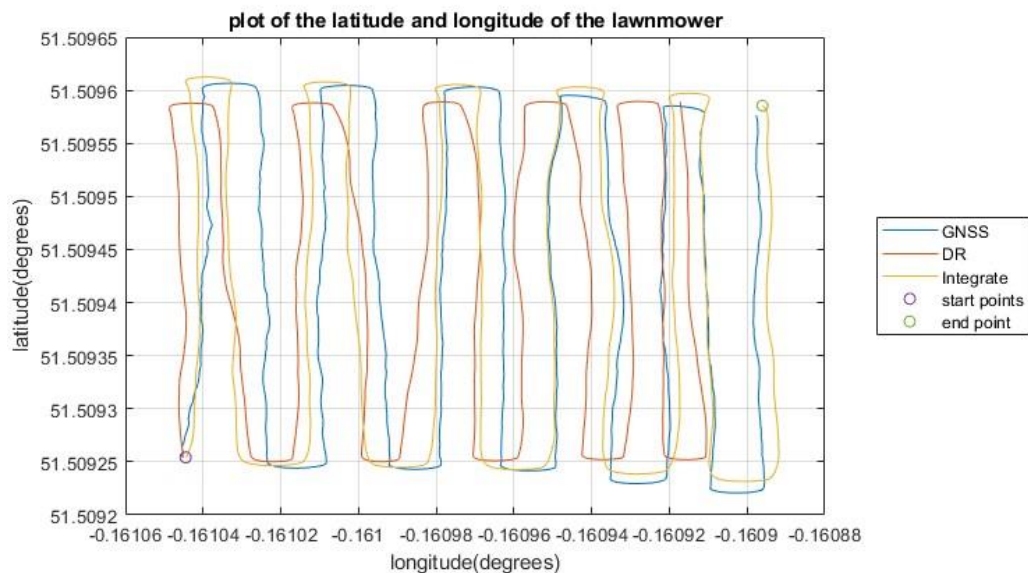 plot of the latitude and longitude of the lawnmower
51.50965
51.5096
51.50955
51.5095
51.50945
51.5094
51.50935
51.5093
51.50925
51.5092
latitude(degrees)
-0.16106 -0.16104 -0.16102 -0.161 -0.16098 -0.16096 -0.16094 -0.16092 -0.1609 -0.16088
longitude(degrees)
GNSS
DR
Integrate
start points
end point